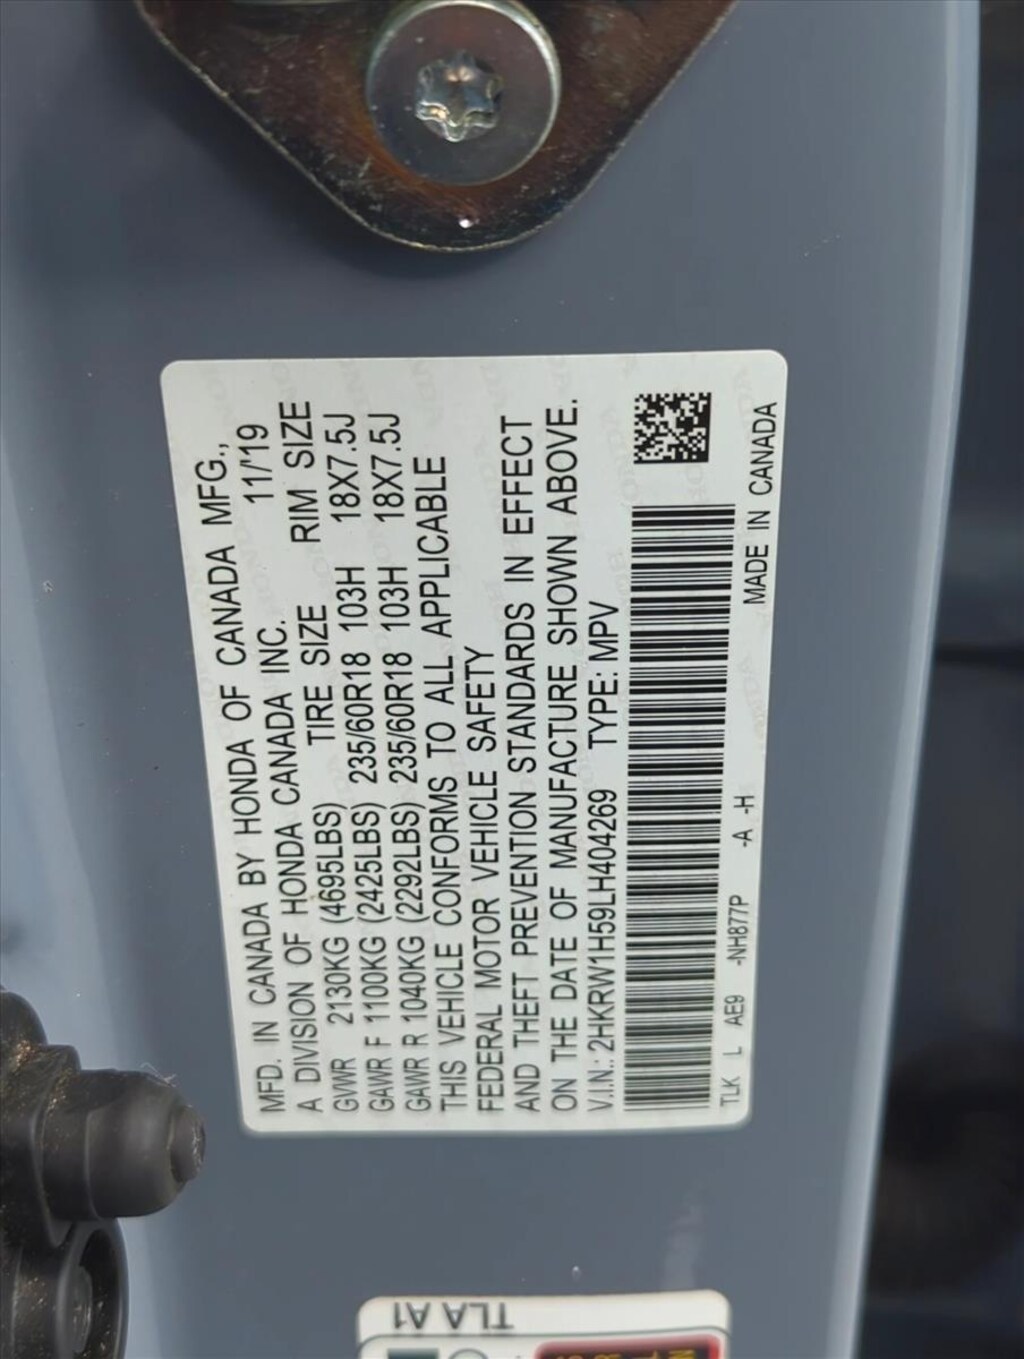 MFD. IN CANADA BY HONDA OF CANADA MFG.,
A DIVISION OF HONDA CANADA INC. 11/'19
GVWR 2130KG (4695LBS) TIRE SIZE RIM SIZE
GAWR F 1100KG (2425LBS) 235/60R18 103H 18X7.5J
GAWR R 1040KG (2292LBS) 235/60R18 103H 18X7.5J
THIS VEHICLE CONFORMS TO ALL APPLICABLE
FEDERAL MOTOR VEHICLE SAFETY
AND THEFT PREVENTION STANDARDS IN EFFECT
ON THE DATE OF MANUFACTURE SHOWN ABOVE.
V.I.N.: 2HKRW1H59LH404269 TYPE: MPV
TLK L AE9 -NH877P -A -H MADE IN CANADA
TLA A1